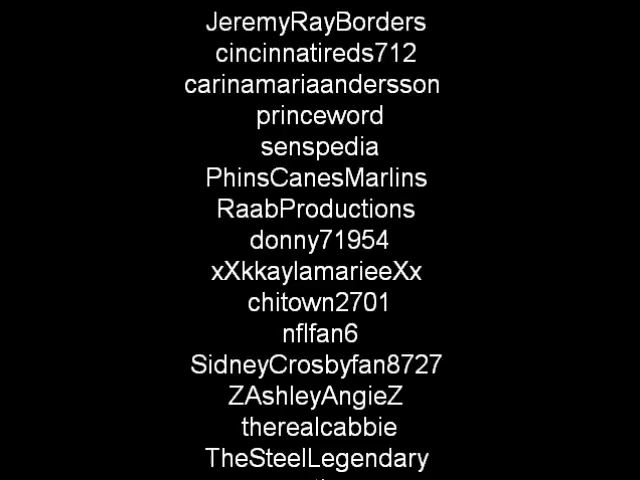 JeremyRayBorders
cincinnatireds712
carinamariaandersson
princeword
senspedia
PhinsCanesMarlins
RaabProductions
donny71954
xXkkaylamarieeXx
chitown2701
nflfan6
SidneyCrosbyfan8727
ZAshleyAngieZ
therealcabbie
TheSteelLegendary